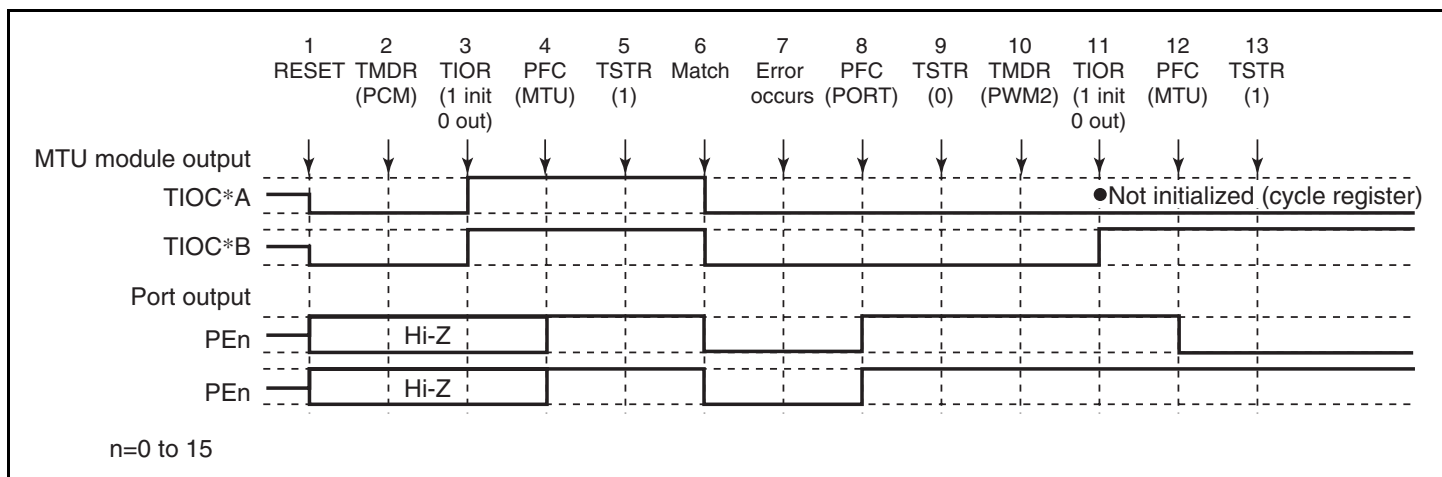 1 2 3 4 5 6 7 8 9 10 11 12 13
RESET TMDR TIOR PFC TSTR Match Error PFC TSTR TMDR TIOR PFC TSTR
(PCM) (1 init (MTU) (1) occurs (PORT) (0) (PWM2) (1 init (MTU) (1)
0 out) 0 out)
MTU module output
TIOC*A ●Not initialized (cycle register)
TIOC*B
Port output
PEn Hi-Z
PEn Hi-Z
n=0 to 15